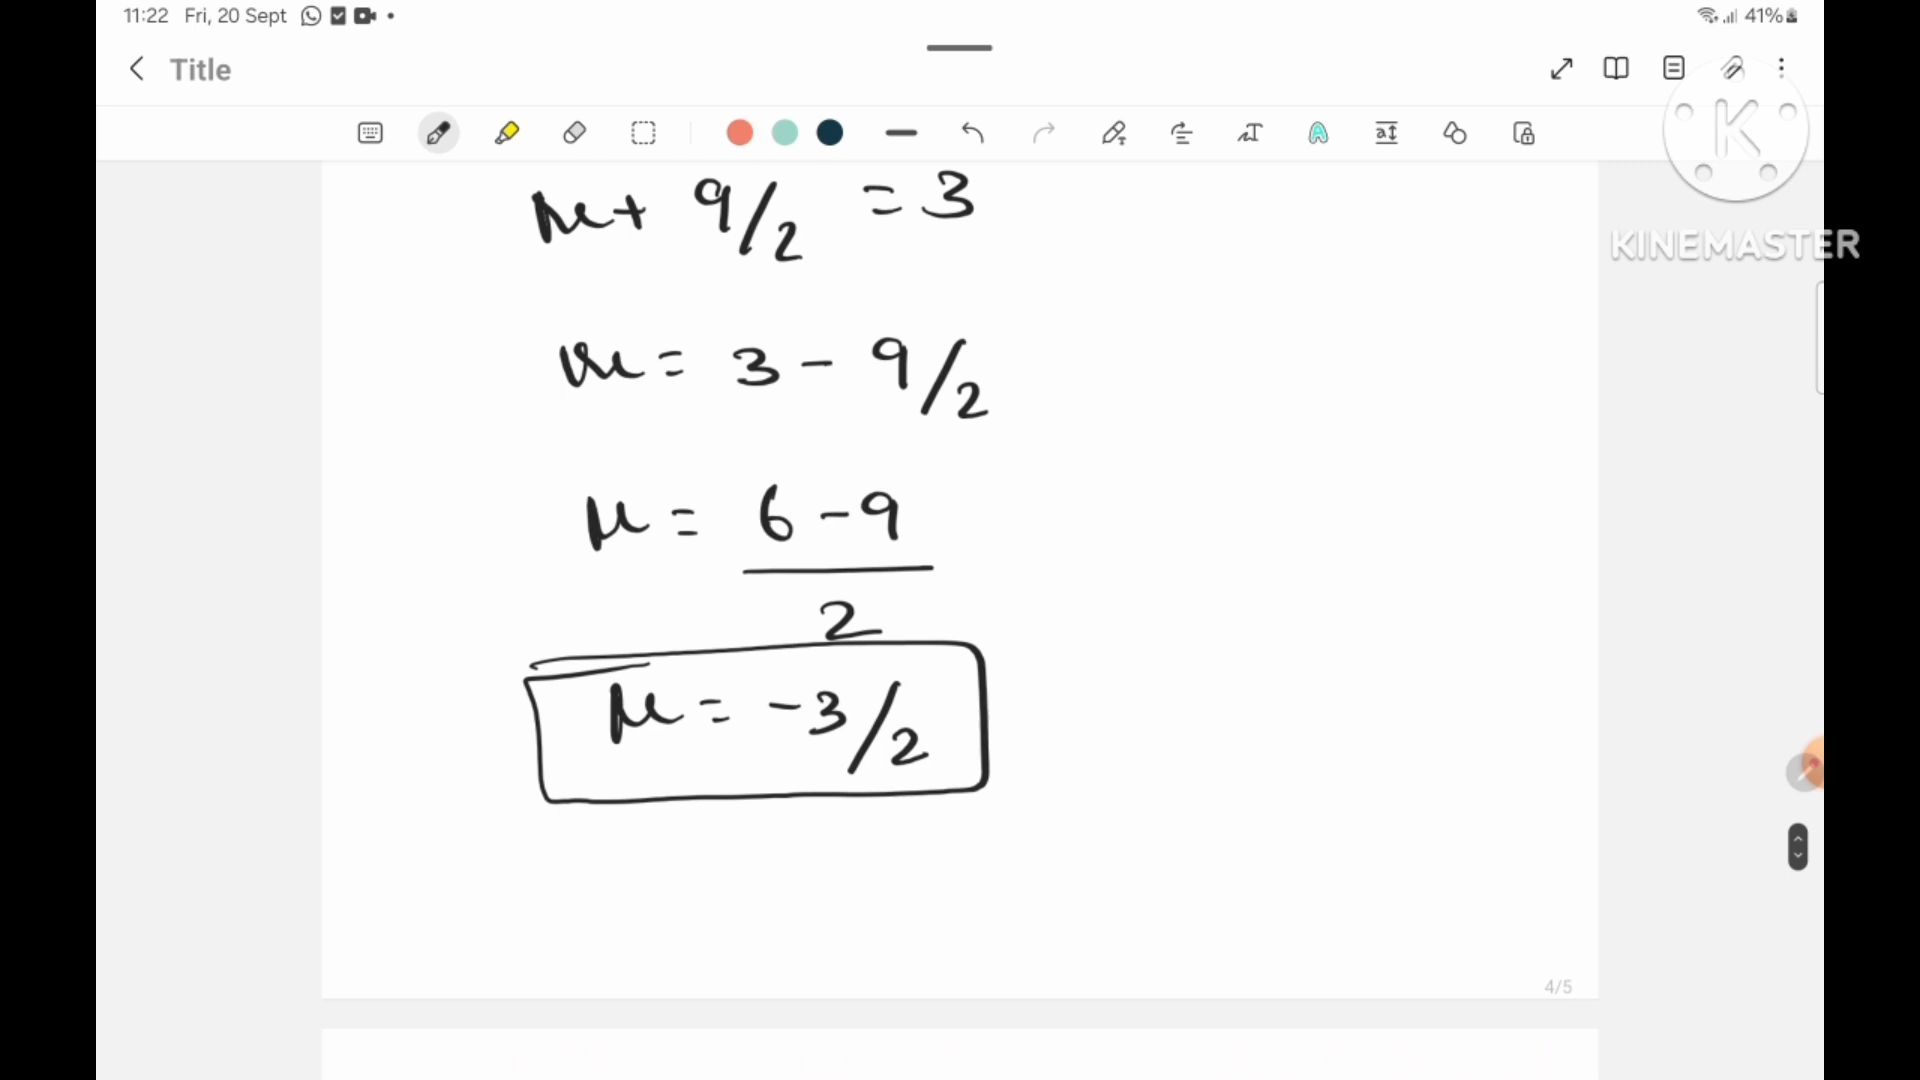 11:22 Fri, 20 Sept 41%
Title
K
KINEMASTER
μ + 9/2 = 3
μ = 3 - 9/2
μ = 6 - 9
2
μ = -3/2
4/5